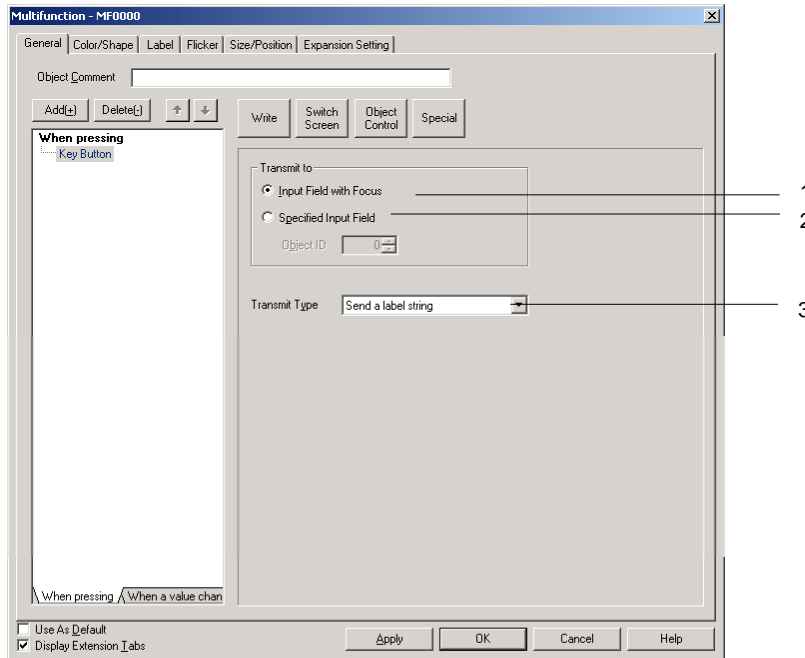 Multifunction - MF0000
General Color/Shape Label Flicker Size/Position Expansion Setting
Object Comment
Add(+) Delete(-)
Write Switch Screen Object Control Special
When pressing
Key Button
Transmit to
Input Field with Focus
1
Specified Input Field
2
Object ID 0
Transmit Type Send a label string
3
When pressing When a value chan
Use As Default
Display Extension Tabs
Apply OK Cancel Help